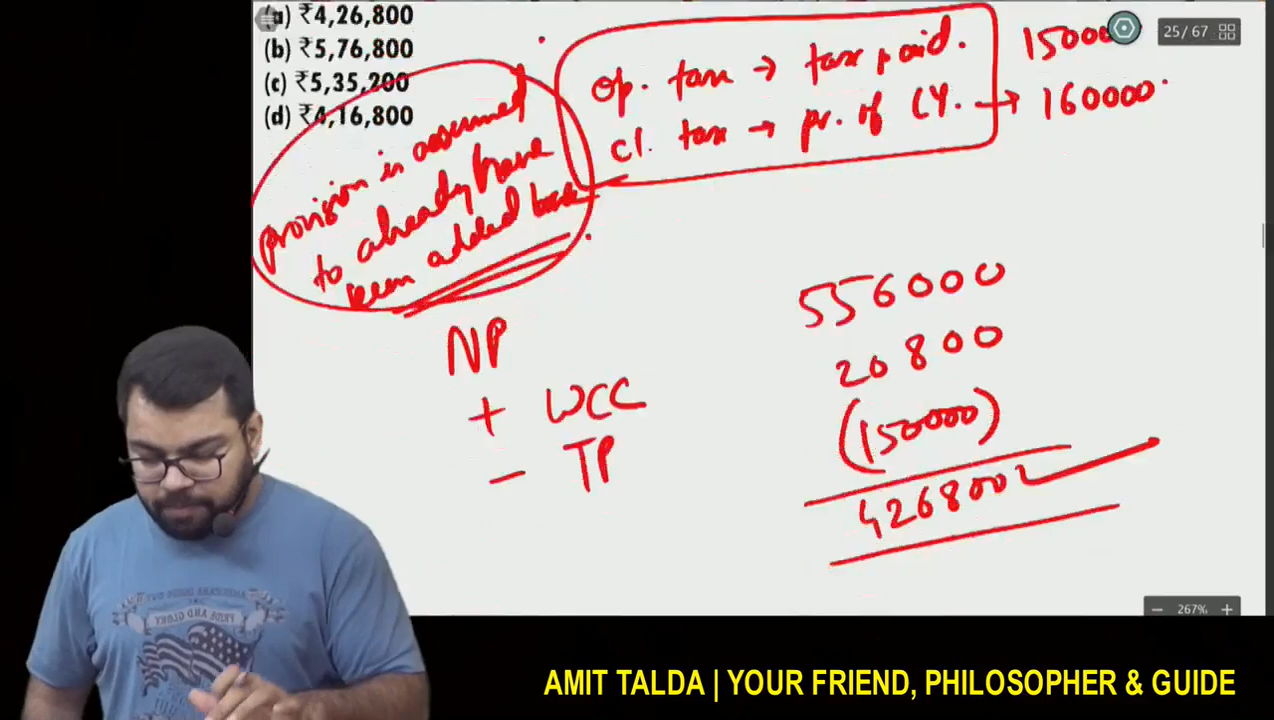 (a) ₹4,26,800
(b) ₹5,76,800
(c) ₹5,35,200
(d) ₹4,16,800
op. tax → tax paid. 150000
cl. tax → pr. of CY. → 160000
provision is assumed
to already have
been added back
NP 556000
+ WCC 20800
- TP (150000)
426800
25/67
267%
AMIT TALDA | YOUR FRIEND, PHILOSOPHER & GUIDE